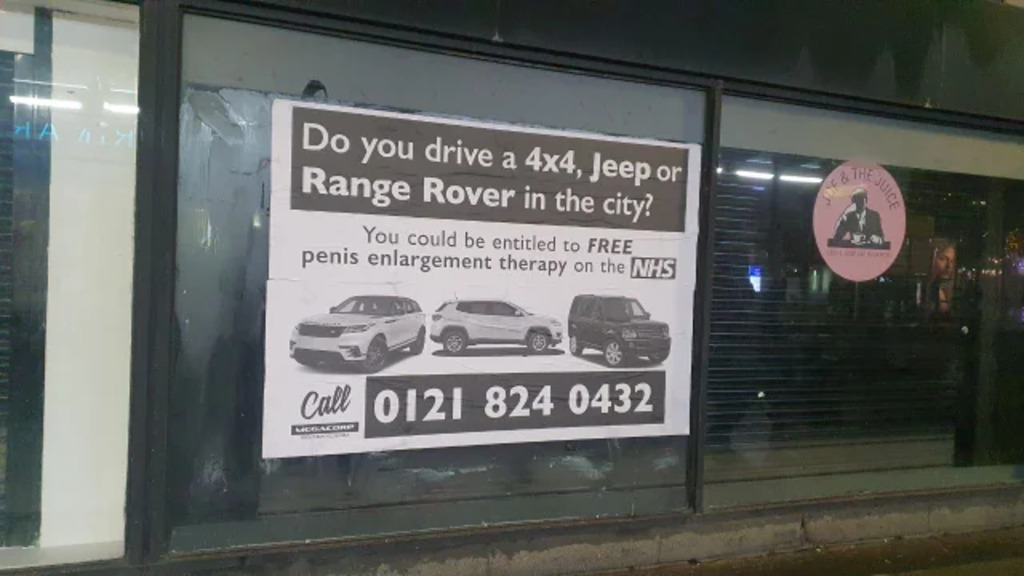 Do you drive a 4x4, Jeep or
Range Rover in the city?
You could be entitled to FREE
penis enlargement therapy on the NHS
Call
MEGACORP
0121 824 0432
JOE & THE JUICE